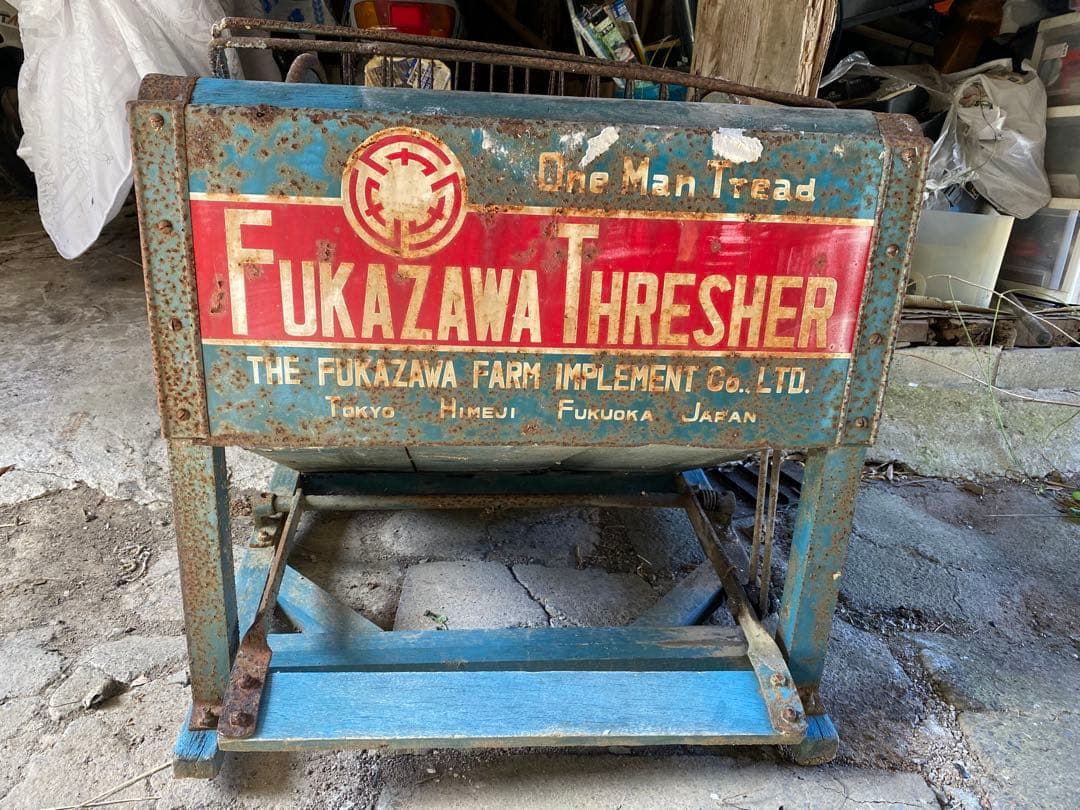 One Man Tread
FUKAZAWA THRESHER
THE FUKAZAWA FARM IMPLEMENT Co., LTD.
TOKYO HIMEJI FUKUOKA JAPAN